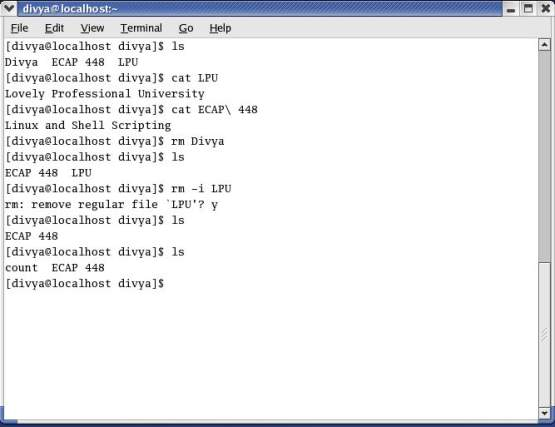 divya@localhost:~
File Edit View Terminal Go Help
[divya@localhost divya]$ ls
Divya  ECAP 448  LPU
[divya@localhost divya]$ cat LPU
Lovely Professional University
[divya@localhost divya]$ cat ECAP\ 448
Linux and Shell Scripting
[divya@localhost divya]$ rm Divya
[divya@localhost divya]$ ls
ECAP 448  LPU
[divya@localhost divya]$ rm -i LPU
rm: remove regular file `LPU'? y
[divya@localhost divya]$ ls
ECAP 448
[divya@localhost divya]$ ls
count  ECAP 448
[divya@localhost divya]$